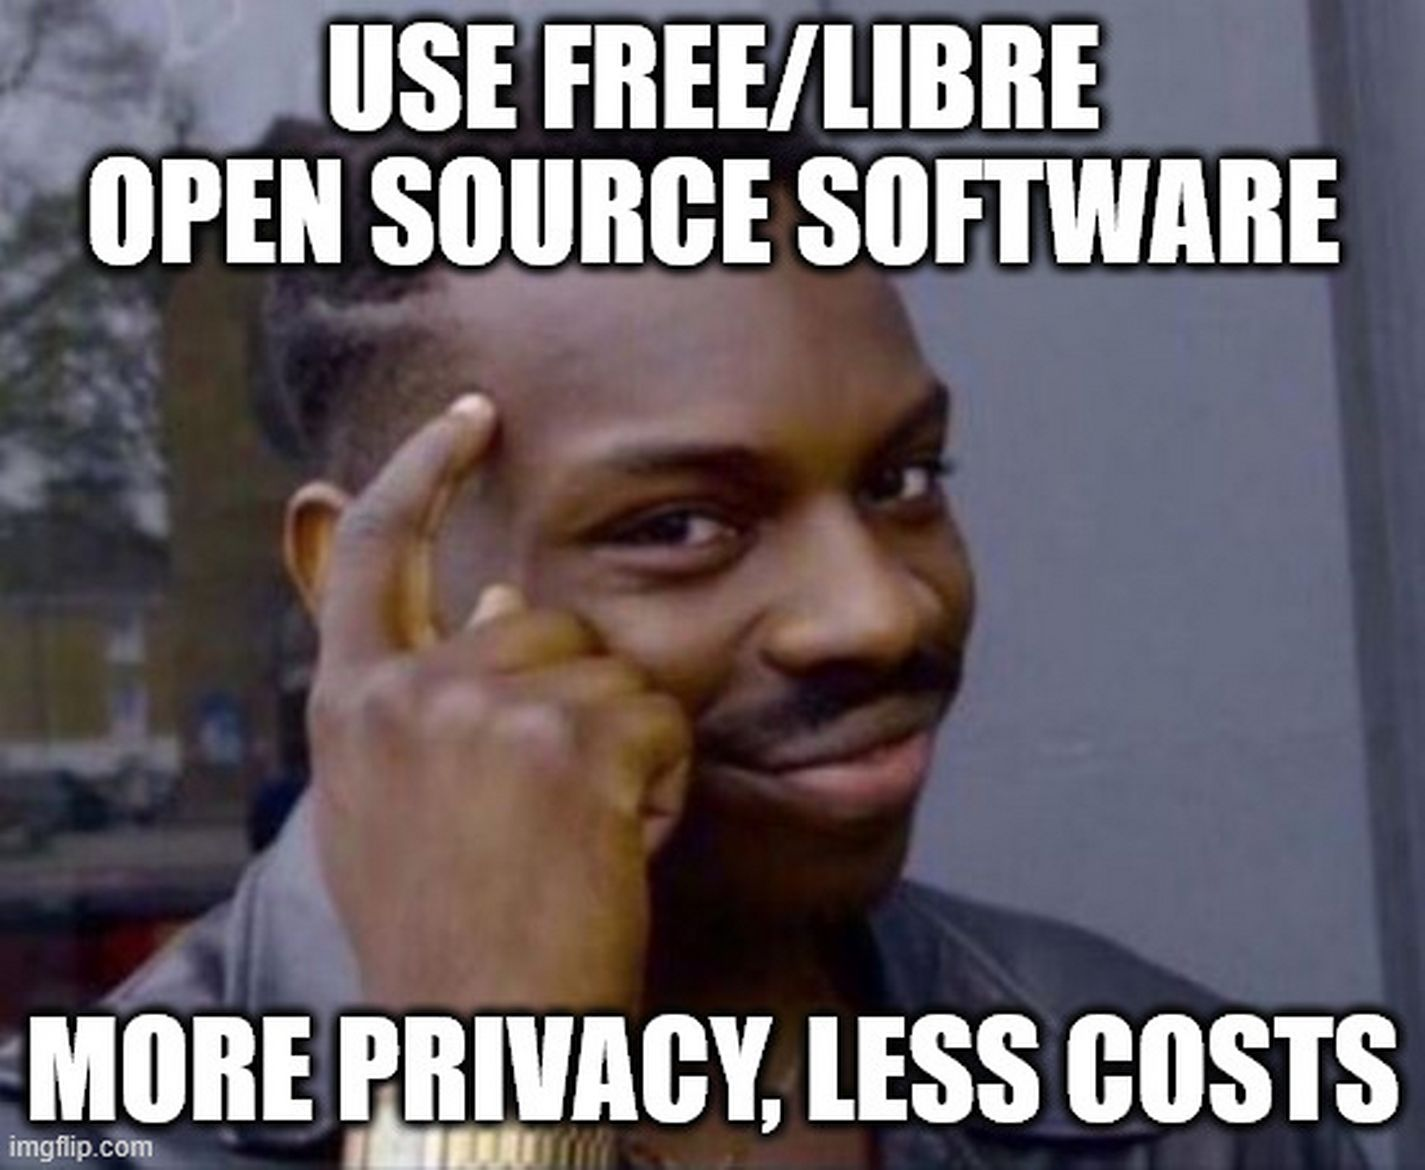 USE FREE/LIBRE
OPEN SOURCE SOFTWARE
MORE PRIVACY, LESS COSTS
imgflip.com